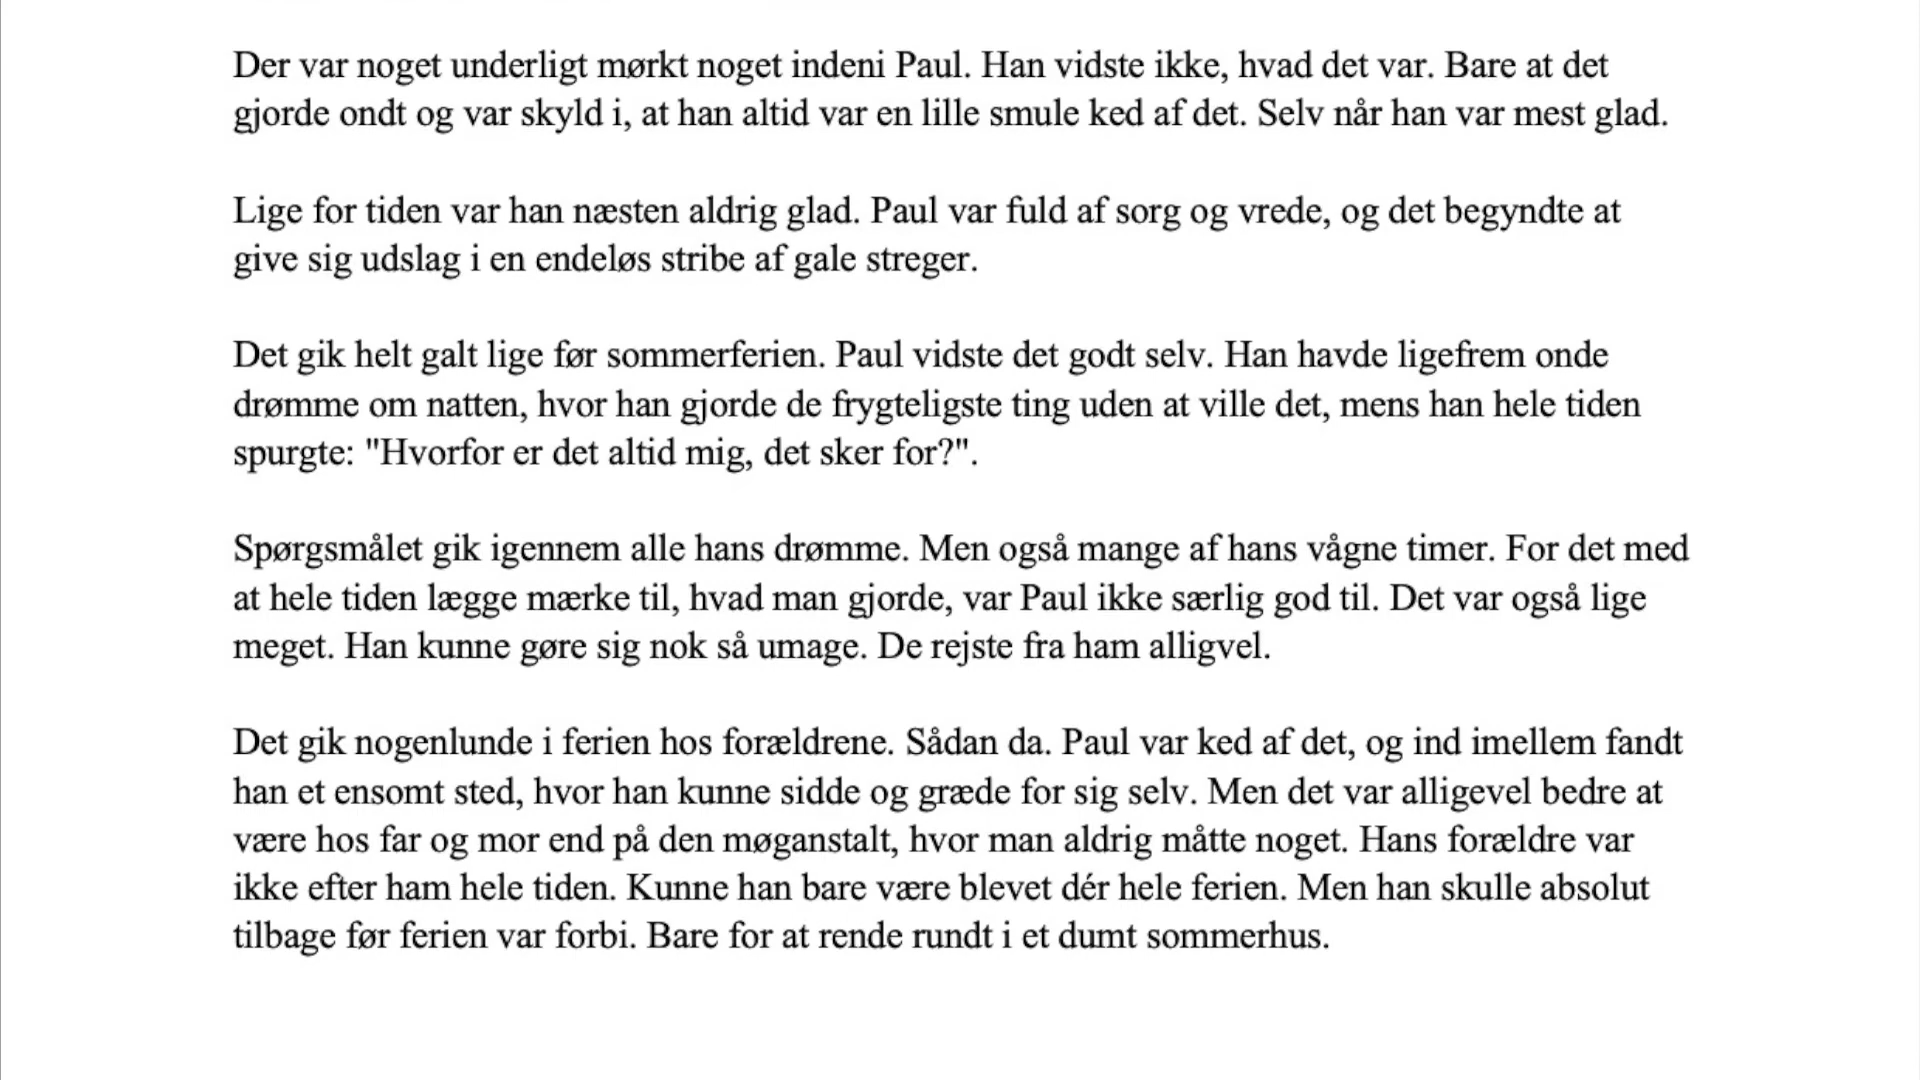 Der var noget underligt mørkt noget indeni Paul. Han vidste ikke, hvad det var. Bare at det
gjorde ondt og var skyld i, at han altid var en lille smule ked af det. Selv når han var mest glad.
Lige for tiden var han næsten aldrig glad. Paul var fuld af sorg og vrede, og det begyndte at
give sig udslag i en endeløs stribe af gale streger.
Det gik helt galt lige før sommerferien. Paul vidste det godt selv. Han havde ligefrem onde
drømme om natten, hvor han gjorde de frygteligste ting uden at ville det, mens han hele tiden
spurgte: "Hvorfor er det altid mig, det sker for?".
Spørgsmålet gik igennem alle hans drømme. Men også mange af hans vågne timer. For det med
at hele tiden lægge mærke til, hvad man gjorde, var Paul ikke særlig god til. Det var også lige
meget. Han kunne gøre sig nok så umage. De rejste fra ham alligvel.
Det gik nogenlunde i ferien hos forældrene. Sådan da. Paul var ked af det, og ind imellem fandt
han et ensomt sted, hvor han kunne sidde og græde for sig selv. Men det var alligevel bedre at
være hos far og mor end på den møganstalt, hvor man aldrig måtte noget. Hans forældre var
ikke efter ham hele tiden. Kunne han bare være blevet dér hele ferien. Men han skulle absolut
tilbage før ferien var forbi. Bare for at rende rundt i et dumt sommerhus.